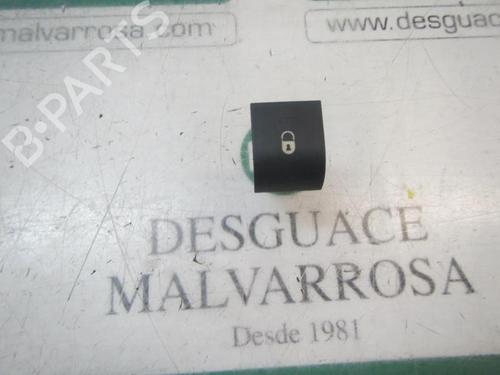 malvarrosa.com
www.desguac
B-PARTS
DESGUACE
MALVARROSA
Desde 1981